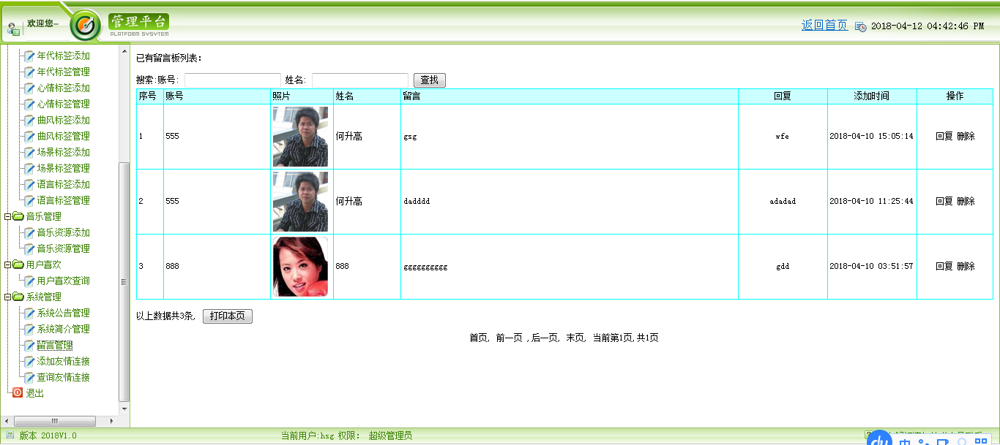 欢迎您—
管理平台
PLATFORM SYSYTEM
返回首页 2018-04-12 04:42:46 PM
年代标签添加
年代标签管理
心情标签添加
心情标签管理
曲风标签添加
曲风标签管理
场景标签添加
场景标签管理
语言标签添加
语言标签管理
音乐管理
音乐资源添加
音乐资源管理
用户喜欢
用户喜欢查询
系统管理
系统公告管理
系统简介管理
留言管理
添加友情连接
查询友情连接
退出
已有留言板列表:
搜索:账号: 姓名: 查找
序号 账号 照片 姓名 留言 回复 添加时间 操作
1 555 何升高 gsg wfe 2018-04-10 15:05:14 回复 删除
2 555 何升高 dadddd adadad 2018-04-10 11:25:44 回复 删除
3 888 888 gggggggggg gdd 2018-04-10 03:51:57 回复 删除
以上数据共3条, 打印本页
首页, 前一页 ,后一页, 末页, 当前第1页,共1页
版本 2018V1.0 当前用户:hsg 权限: 超级管理员
du 中